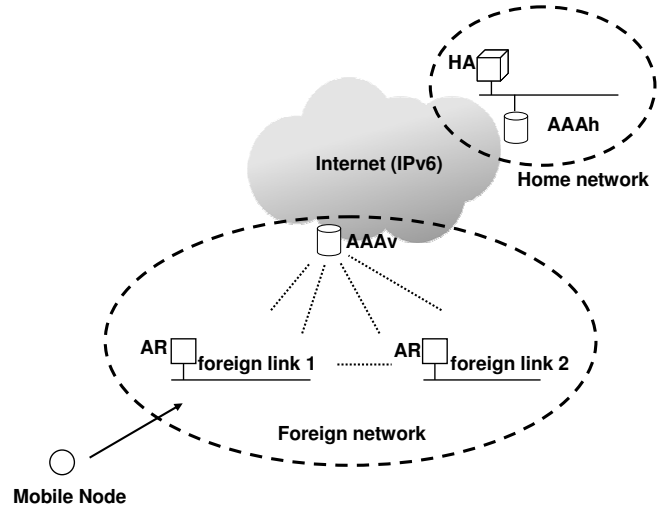 HA
AAAh
Internet (IPv6)
Home network
AAAv
AR
foreign link 1
AR
foreign link 2
Foreign network
Mobile Node